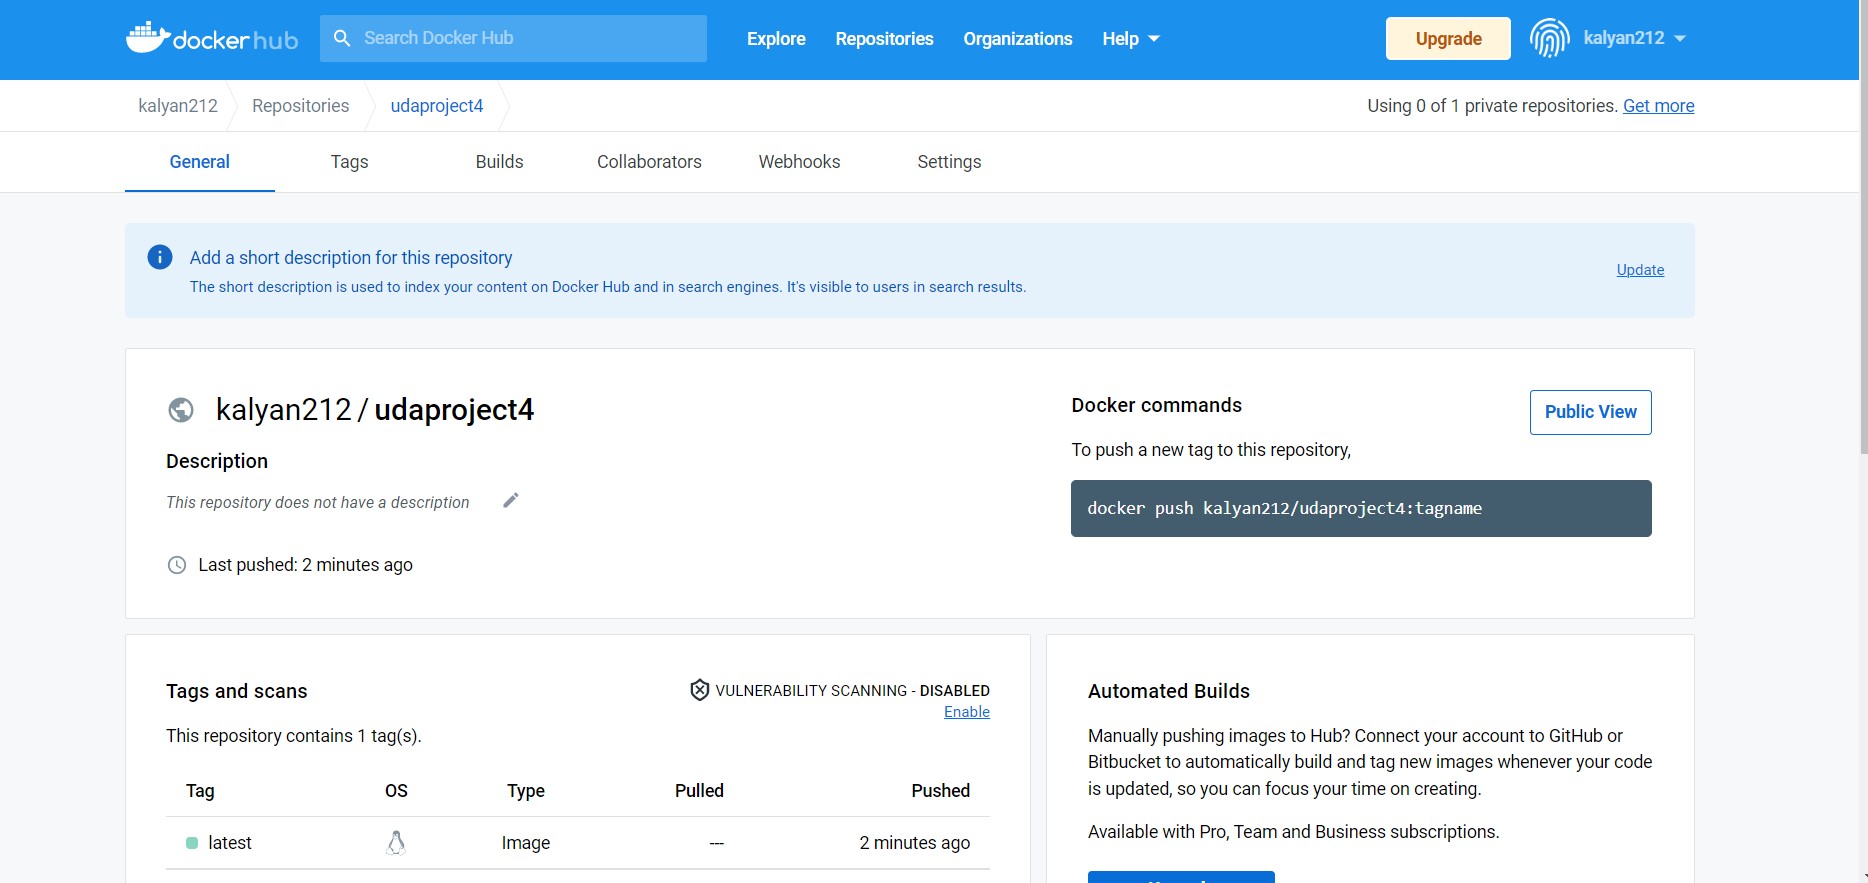 docker hub
Search Docker Hub
Explore
Repositories
Organizations
Help
Upgrade
kalyan212
kalyan212
Repositories
udaproject4
Using 0 of 1 private repositories. Get more
General
Tags
Builds
Collaborators
Webhooks
Settings
Add a short description for this repository
The short description is used to index your content on Docker Hub and in search engines. It's visible to users in search results.
Update
kalyan212 / udaproject4
Description
This repository does not have a description
Last pushed: 2 minutes ago
Docker commands
Public View
To push a new tag to this repository,
docker push kalyan212/udaproject4:tagname
Tags and scans
VULNERABILITY SCANNING - DISABLED
Enable
This repository contains 1 tag(s).
Tag OS Type Pulled Pushed
latest Image --- 2 minutes ago
Automated Builds
Manually pushing images to Hub? Connect your account to GitHub or
Bitbucket to automatically build and tag new images whenever your code
is updated, so you can focus your time on creating.
Available with Pro, Team and Business subscriptions.